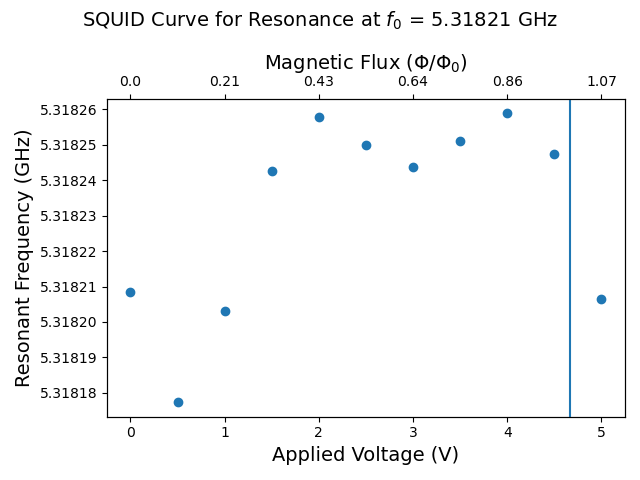 SQUID Curve for Resonance at f₀ = 5.31821 GHz
Magnetic Flux (Φ/Φ₀)
0.0 0.21 0.43 0.64 0.86 1.07
Resonant Frequency (GHz)
5.31826
5.31825
5.31824
5.31823
5.31822
5.31821
5.31820
5.31819
5.31818
0 1 2 3 4 5
Applied Voltage (V)